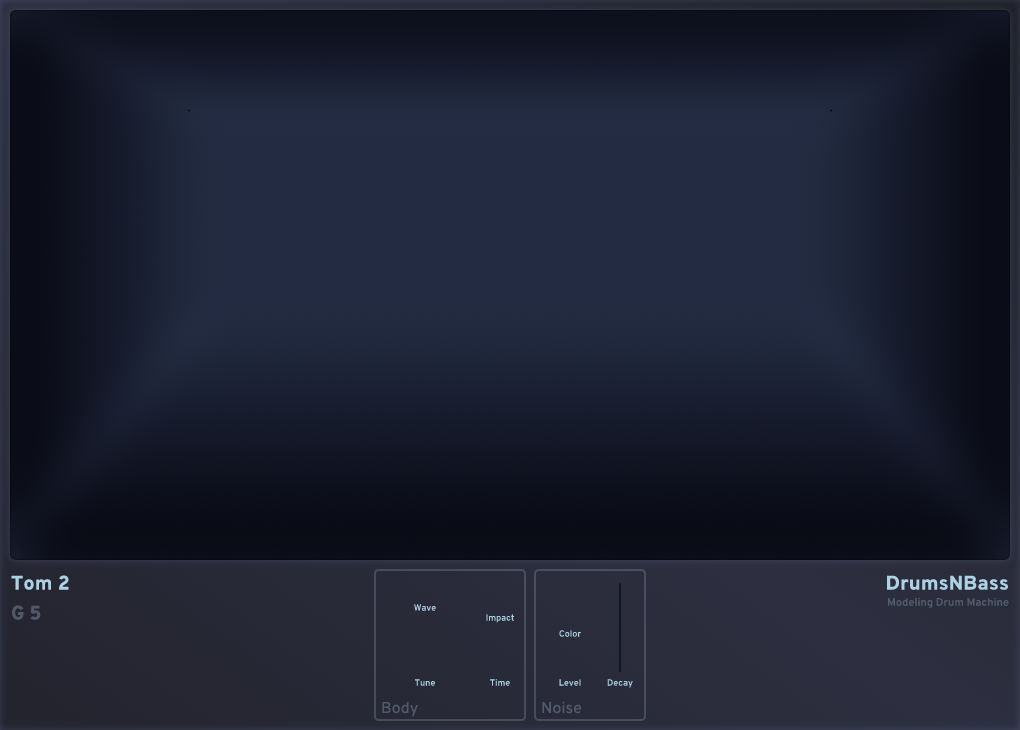 Tom 2
G 5
Wave
Impact
Tune
Time
Body
Color
Level
Decay
Noise
DrumsNBass
Modeling Drum Machine